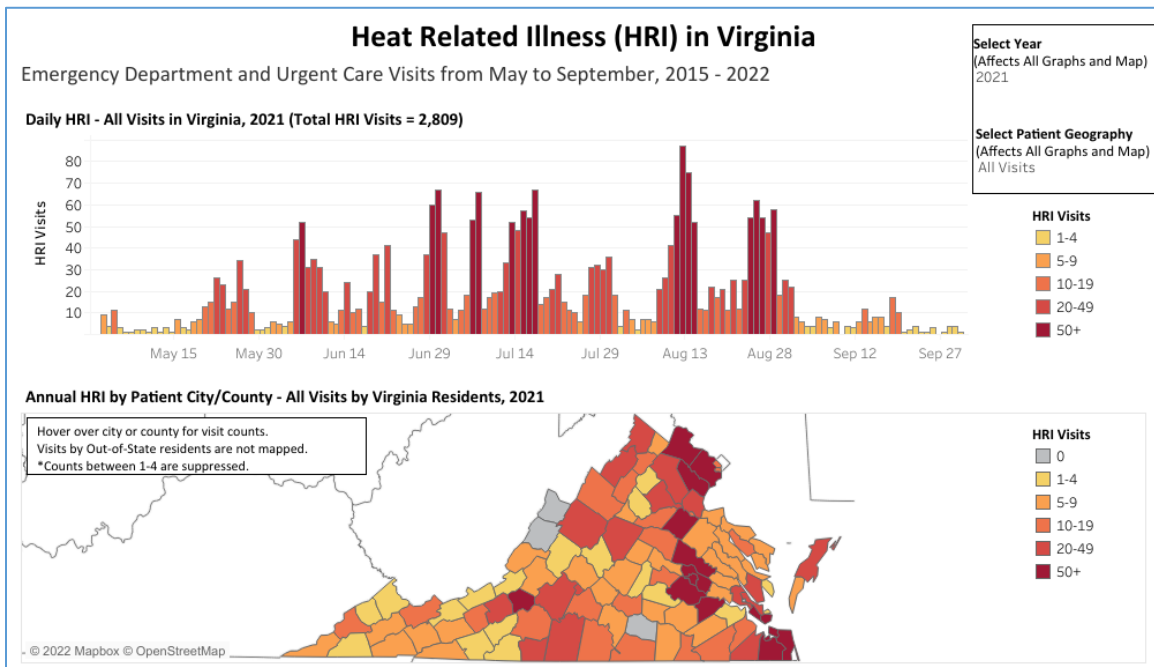 Heat Related Illness (HRI) in Virginia
Emergency Department and Urgent Care Visits from May to September, 2015 - 2022
Select Year
(Affects All Graphs and Map)
2021
Select Patient Geography
(Affects All Graphs and Map)
All Visits
Daily HRI - All Visits in Virginia, 2021 (Total HRI Visits = 2,809)
HRI Visits
80
70
60
50
40
30
20
10
May 15 May 30 Jun 14 Jun 29 Jul 14 Jul 29 Aug 13 Aug 28 Sep 12 Sep 27
HRI Visits
1-4
5-9
10-19
20-49
50+
Annual HRI by Patient City/County - All Visits by Virginia Residents, 2021
Hover over city or county for visit counts.
Visits by Out-of-State residents are not mapped.
*Counts between 1-4 are suppressed.
HRI Visits
0
1-4
5-9
10-19
20-49
50+
© 2022 Mapbox © OpenStreetMap